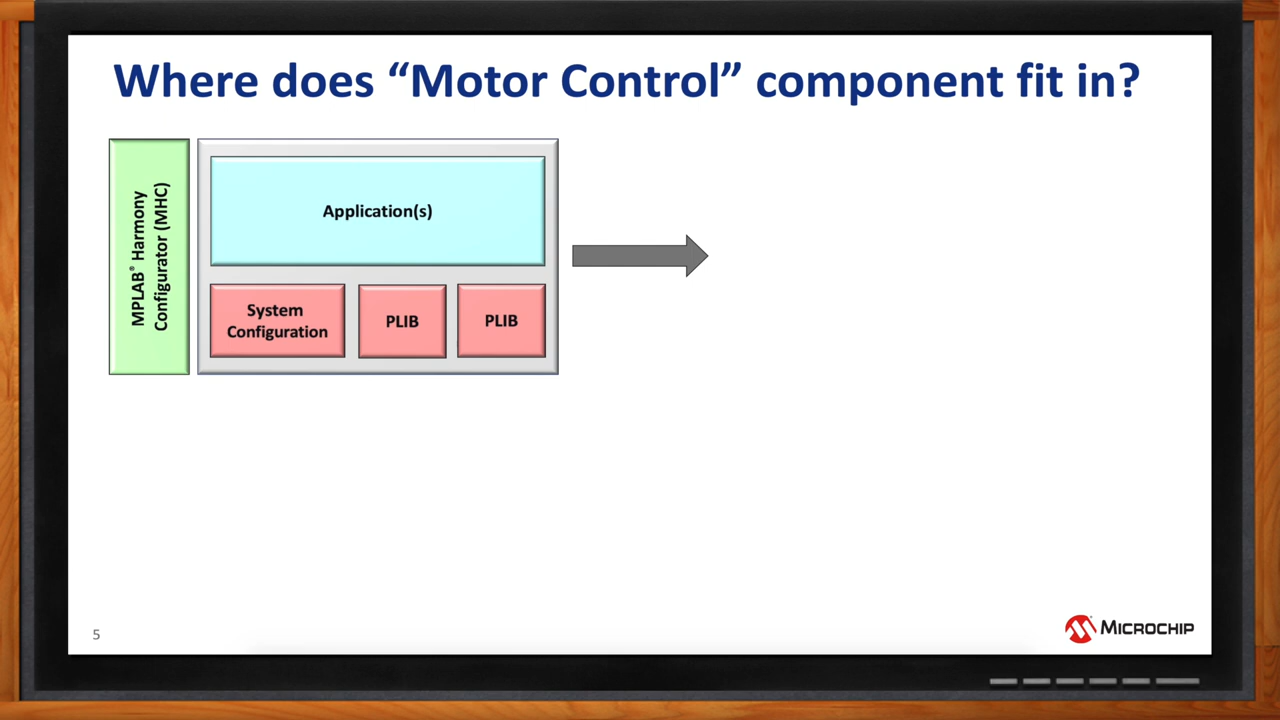 Where does “Motor Control” component fit in?
MPLAB® Harmony
Configurator (MHC)
Application(s)
System
Configuration
PLIB
PLIB
5
MICROCHIP